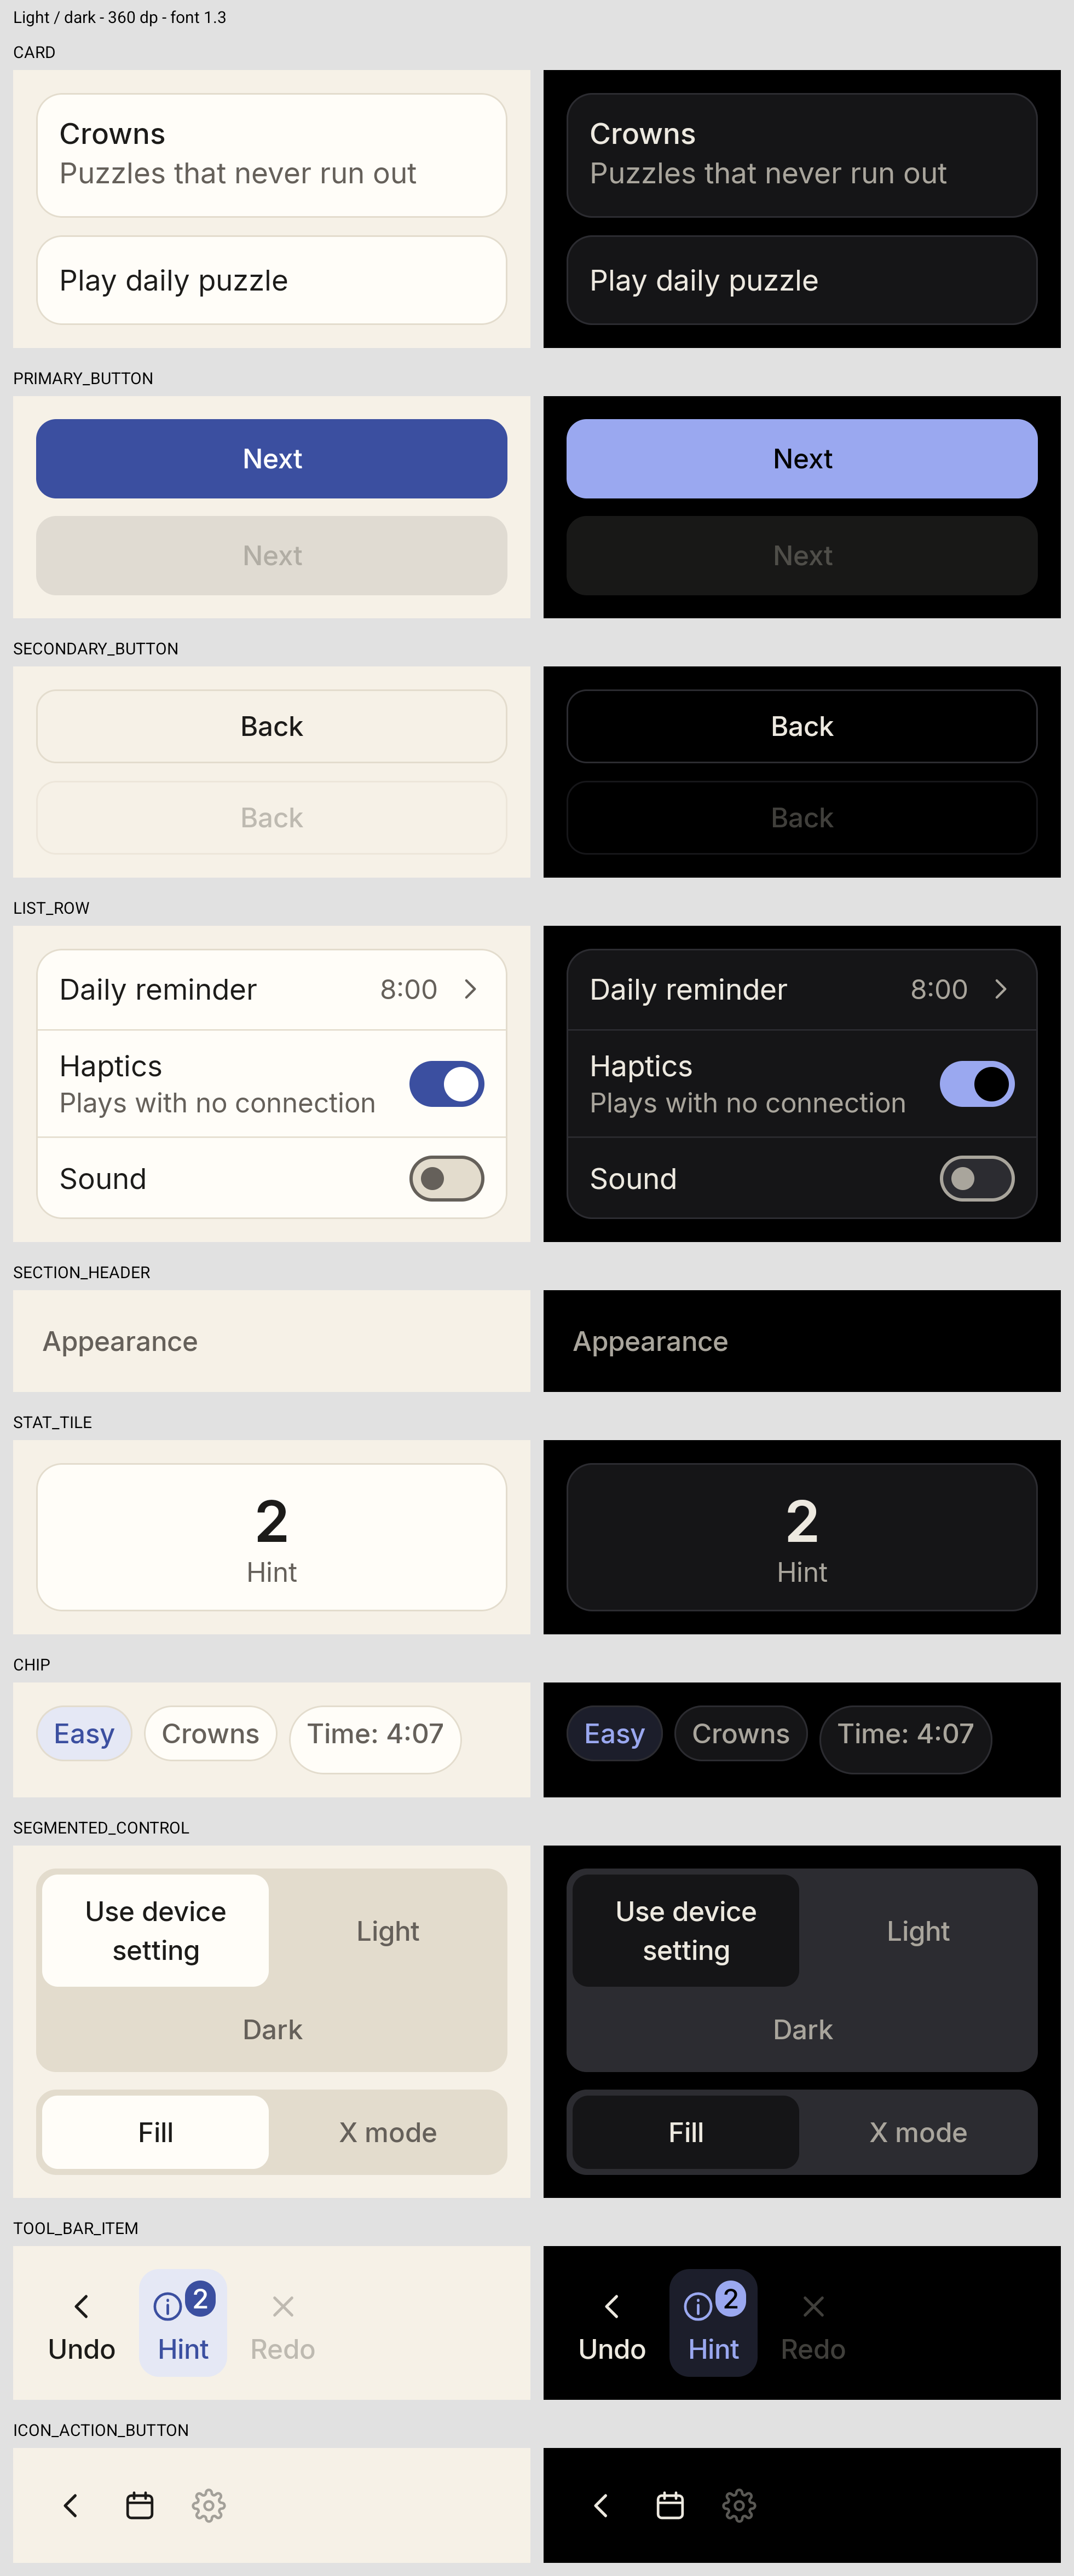 Light / dark - 360 dp - font 1.3
CARD
Crowns
Puzzles that never run out
Play daily puzzle
Crowns
Puzzles that never run out
Play daily puzzle
PRIMARY_BUTTON
Next
Next
Next
Next
SECONDARY_BUTTON
Back
Back
Back
Back
LIST_ROW
Daily reminder 8:00
Haptics
Plays with no connection
Sound
Daily reminder 8:00
Haptics
Plays with no connection
Sound
SECTION_HEADER
Appearance
Appearance
STAT_TILE
2
Hint
2
Hint
CHIP
Easy Crowns Time: 4:07
Easy Crowns Time: 4:07
SEGMENTED_CONTROL
Use device
setting
Light
Dark
Fill X mode
Use device
setting
Light
Dark
Fill X mode
TOOL_BAR_ITEM
2
Undo Hint Redo
2
Undo Hint Redo
ICON_ACTION_BUTTON